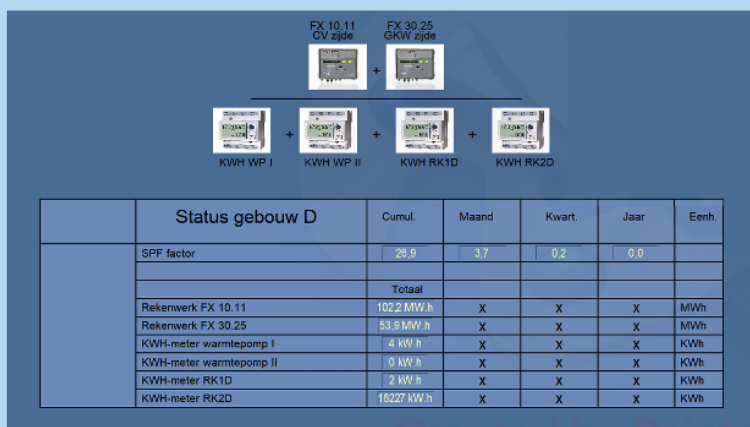 FX 10.11 FX 30.25
CV zijde GKW zijde
+
+ + +
KWH WP I KWH WP II KWH RK1D KWH RK2D
Status gebouw D Cumul. Maand Kwart. Jaar Eenh.
SPF factor 26,9 3,7 0,2 0,0
Totaal
Rekenwerk FX 10.11 102,2 MW.h X X X MWh
Rekenwerk FX 30.25 53,9 MW.h X X X MWh
KWH-meter warmtepomp I 4 kW.h X X X KWh
KWH-meter warmtepomp II 0 kW.h X X X KWh
KWH-meter RK1D 2 kW.h X X X KWh
KWH-meter RK2D 16227 kW.h X X X KWh